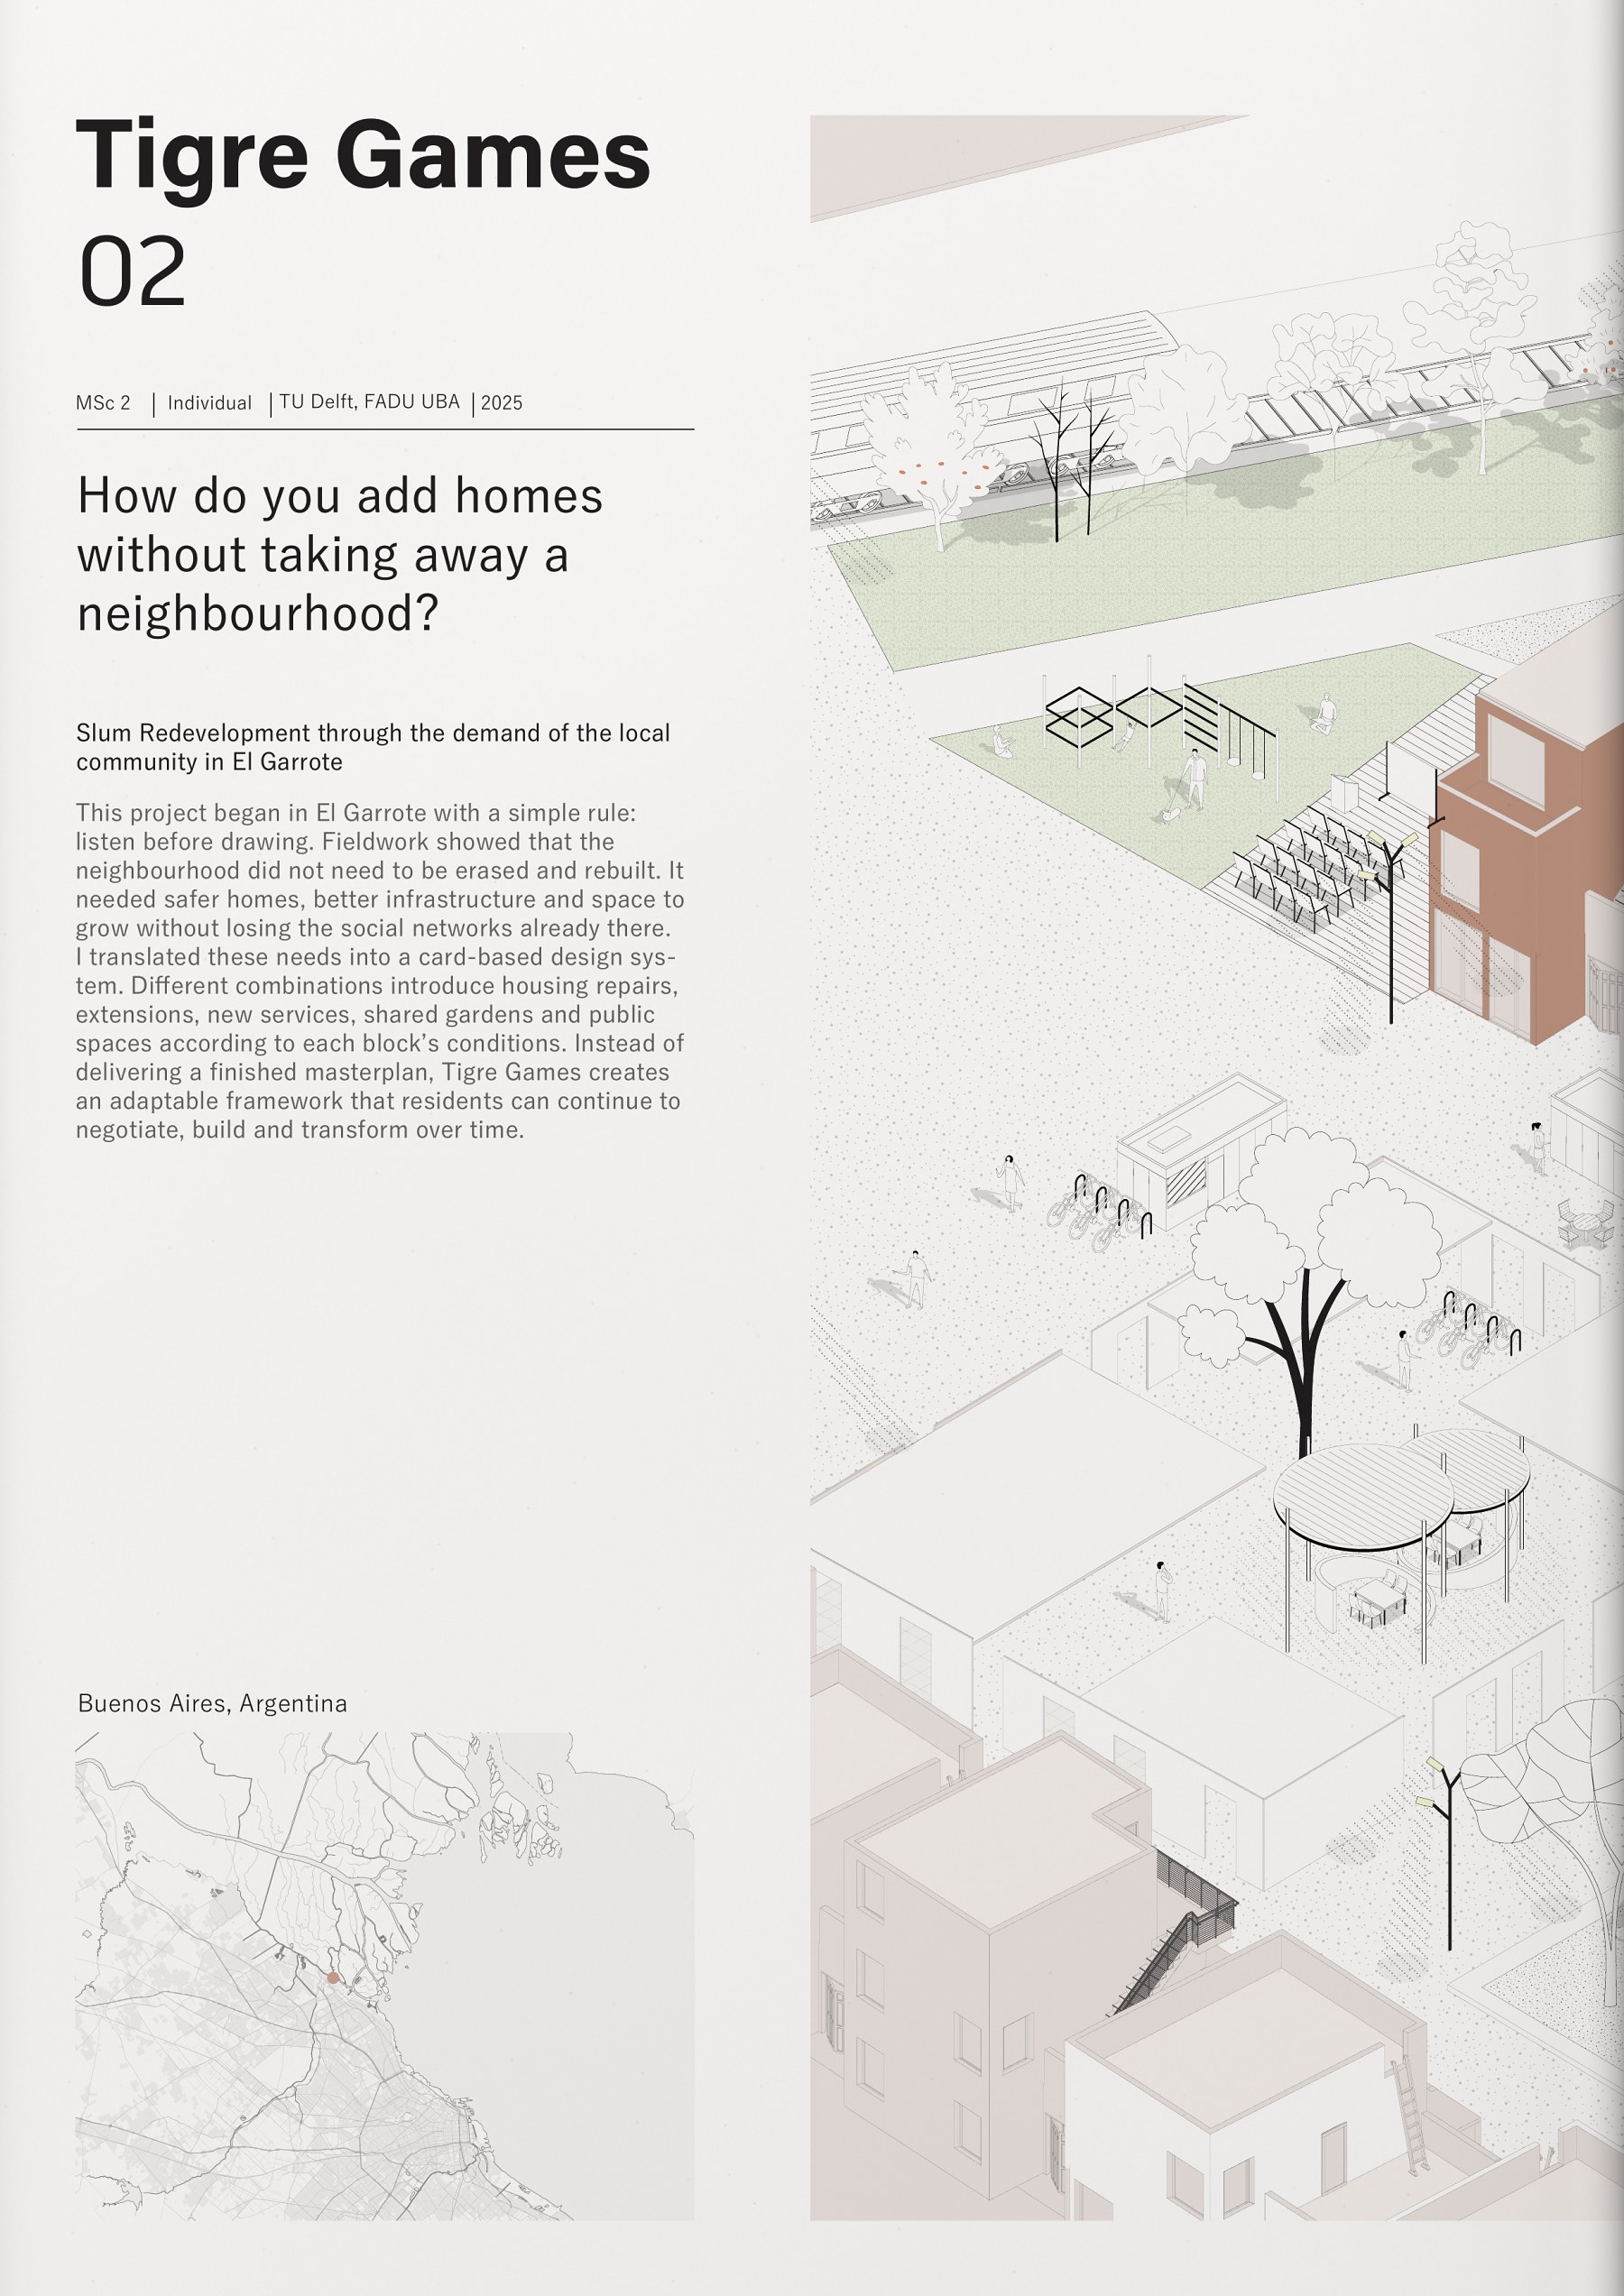 Tigre Games
02
MSc 2 | Individual | TU Delft, FADU UBA | 2025
How do you add homes
without taking away a
neighbourhood?
Slum Redevelopment through the demand of the local
community in El Garrote
This project began in El Garrote with a simple rule:
listen before drawing. Fieldwork showed that the
neighbourhood did not need to be erased and rebuilt. It
needed safer homes, better infrastructure and space to
grow without losing the social networks already there.
I translated these needs into a card-based design sys-
tem. Different combinations introduce housing repairs,
extensions, new services, shared gardens and public
spaces according to each block’s conditions. Instead of
delivering a finished masterplan, Tigre Games creates
an adaptable framework that residents can continue to
negotiate, build and transform over time.
Buenos Aires, Argentina